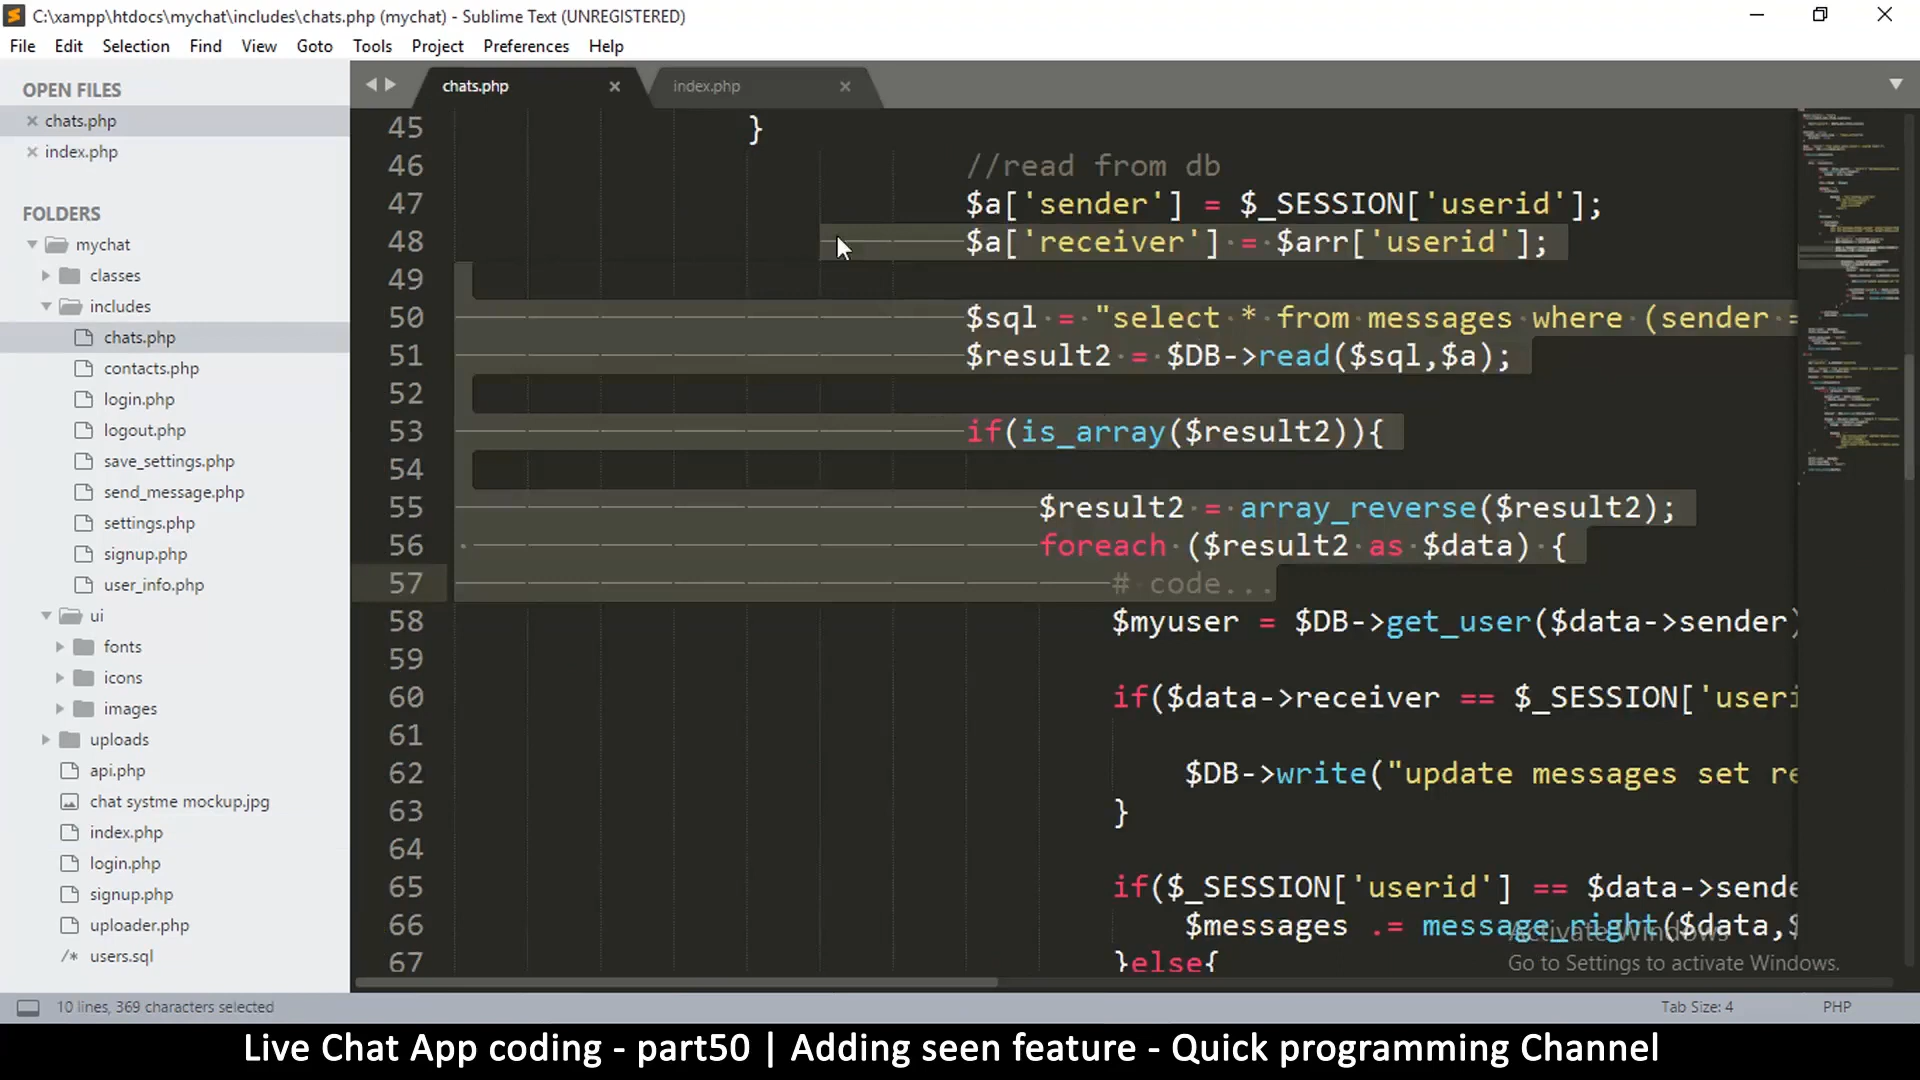 C:\xampp\htdocs\mychat\includes\chats.php (mychat) - Sublime Text (UNREGISTERED)
File Edit Selection Find View Goto Tools Project Preferences Help
OPEN FILES
chats.php
index.php
FOLDERS
mychat
classes
includes
chats.php
contacts.php
login.php
logout.php
save_settings.php
send_message.php
settings.php
signup.php
user_info.php
ui
fonts
icons
images
uploads
api.php
chat systme mockup.jpg
index.php
login.php
signup.php
uploader.php
/* users.sql
chats.php index.php
45 }
46 //read from db
47 $a['sender'] = $_SESSION['userid'];
48 $a['receiver'] = $arr['userid'];
49
50 $sql = "select * from messages where (sender =
51 $result2 = $DB->read($sql,$a);
52
53 if(is_array($result2)){
54
55 $result2 = array_reverse($result2);
56 foreach ($result2 as $data) {
57 # code...
58 $myuser = $DB->get_user($data->sender)
59
60 if($data->receiver == $_SESSION['useri
61
62 $DB->write("update messages set re
63 }
64
65 if($_SESSION['userid'] == $data->sende
66 $messages .= message_right($data,$
67 }else{
Activate Windows
Go to Settings to activate Windows.
10 lines, 369 characters selected Tab Size: 4 PHP
Live Chat App coding - part50 | Adding seen feature - Quick programming Channel